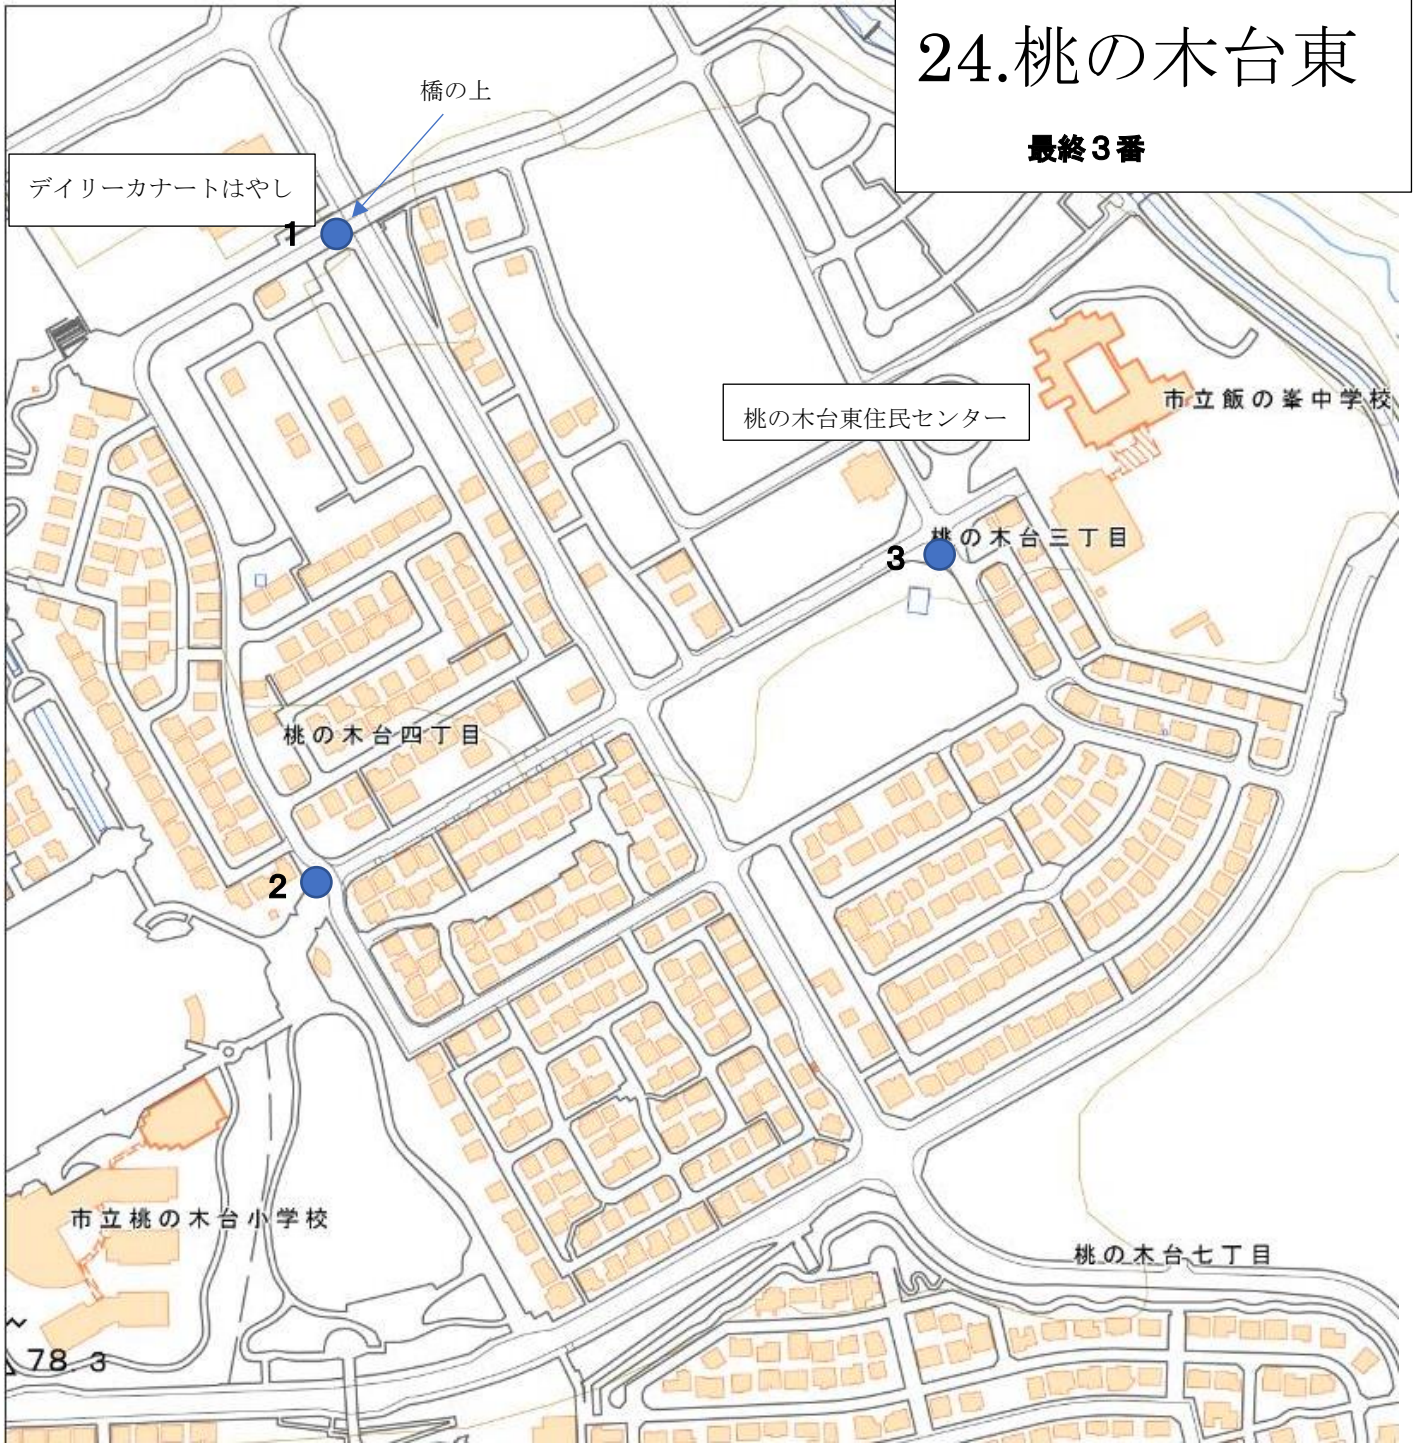 24.桃の木台東
最終３番
橋の上
デイリーカナートはやし
1
市立飯の峯中学校
桃の木台東住民センター
桃の木台三丁目
3
桃の木台四丁目
2
市立桃の木台小学校
桃の木台七丁目
78.3